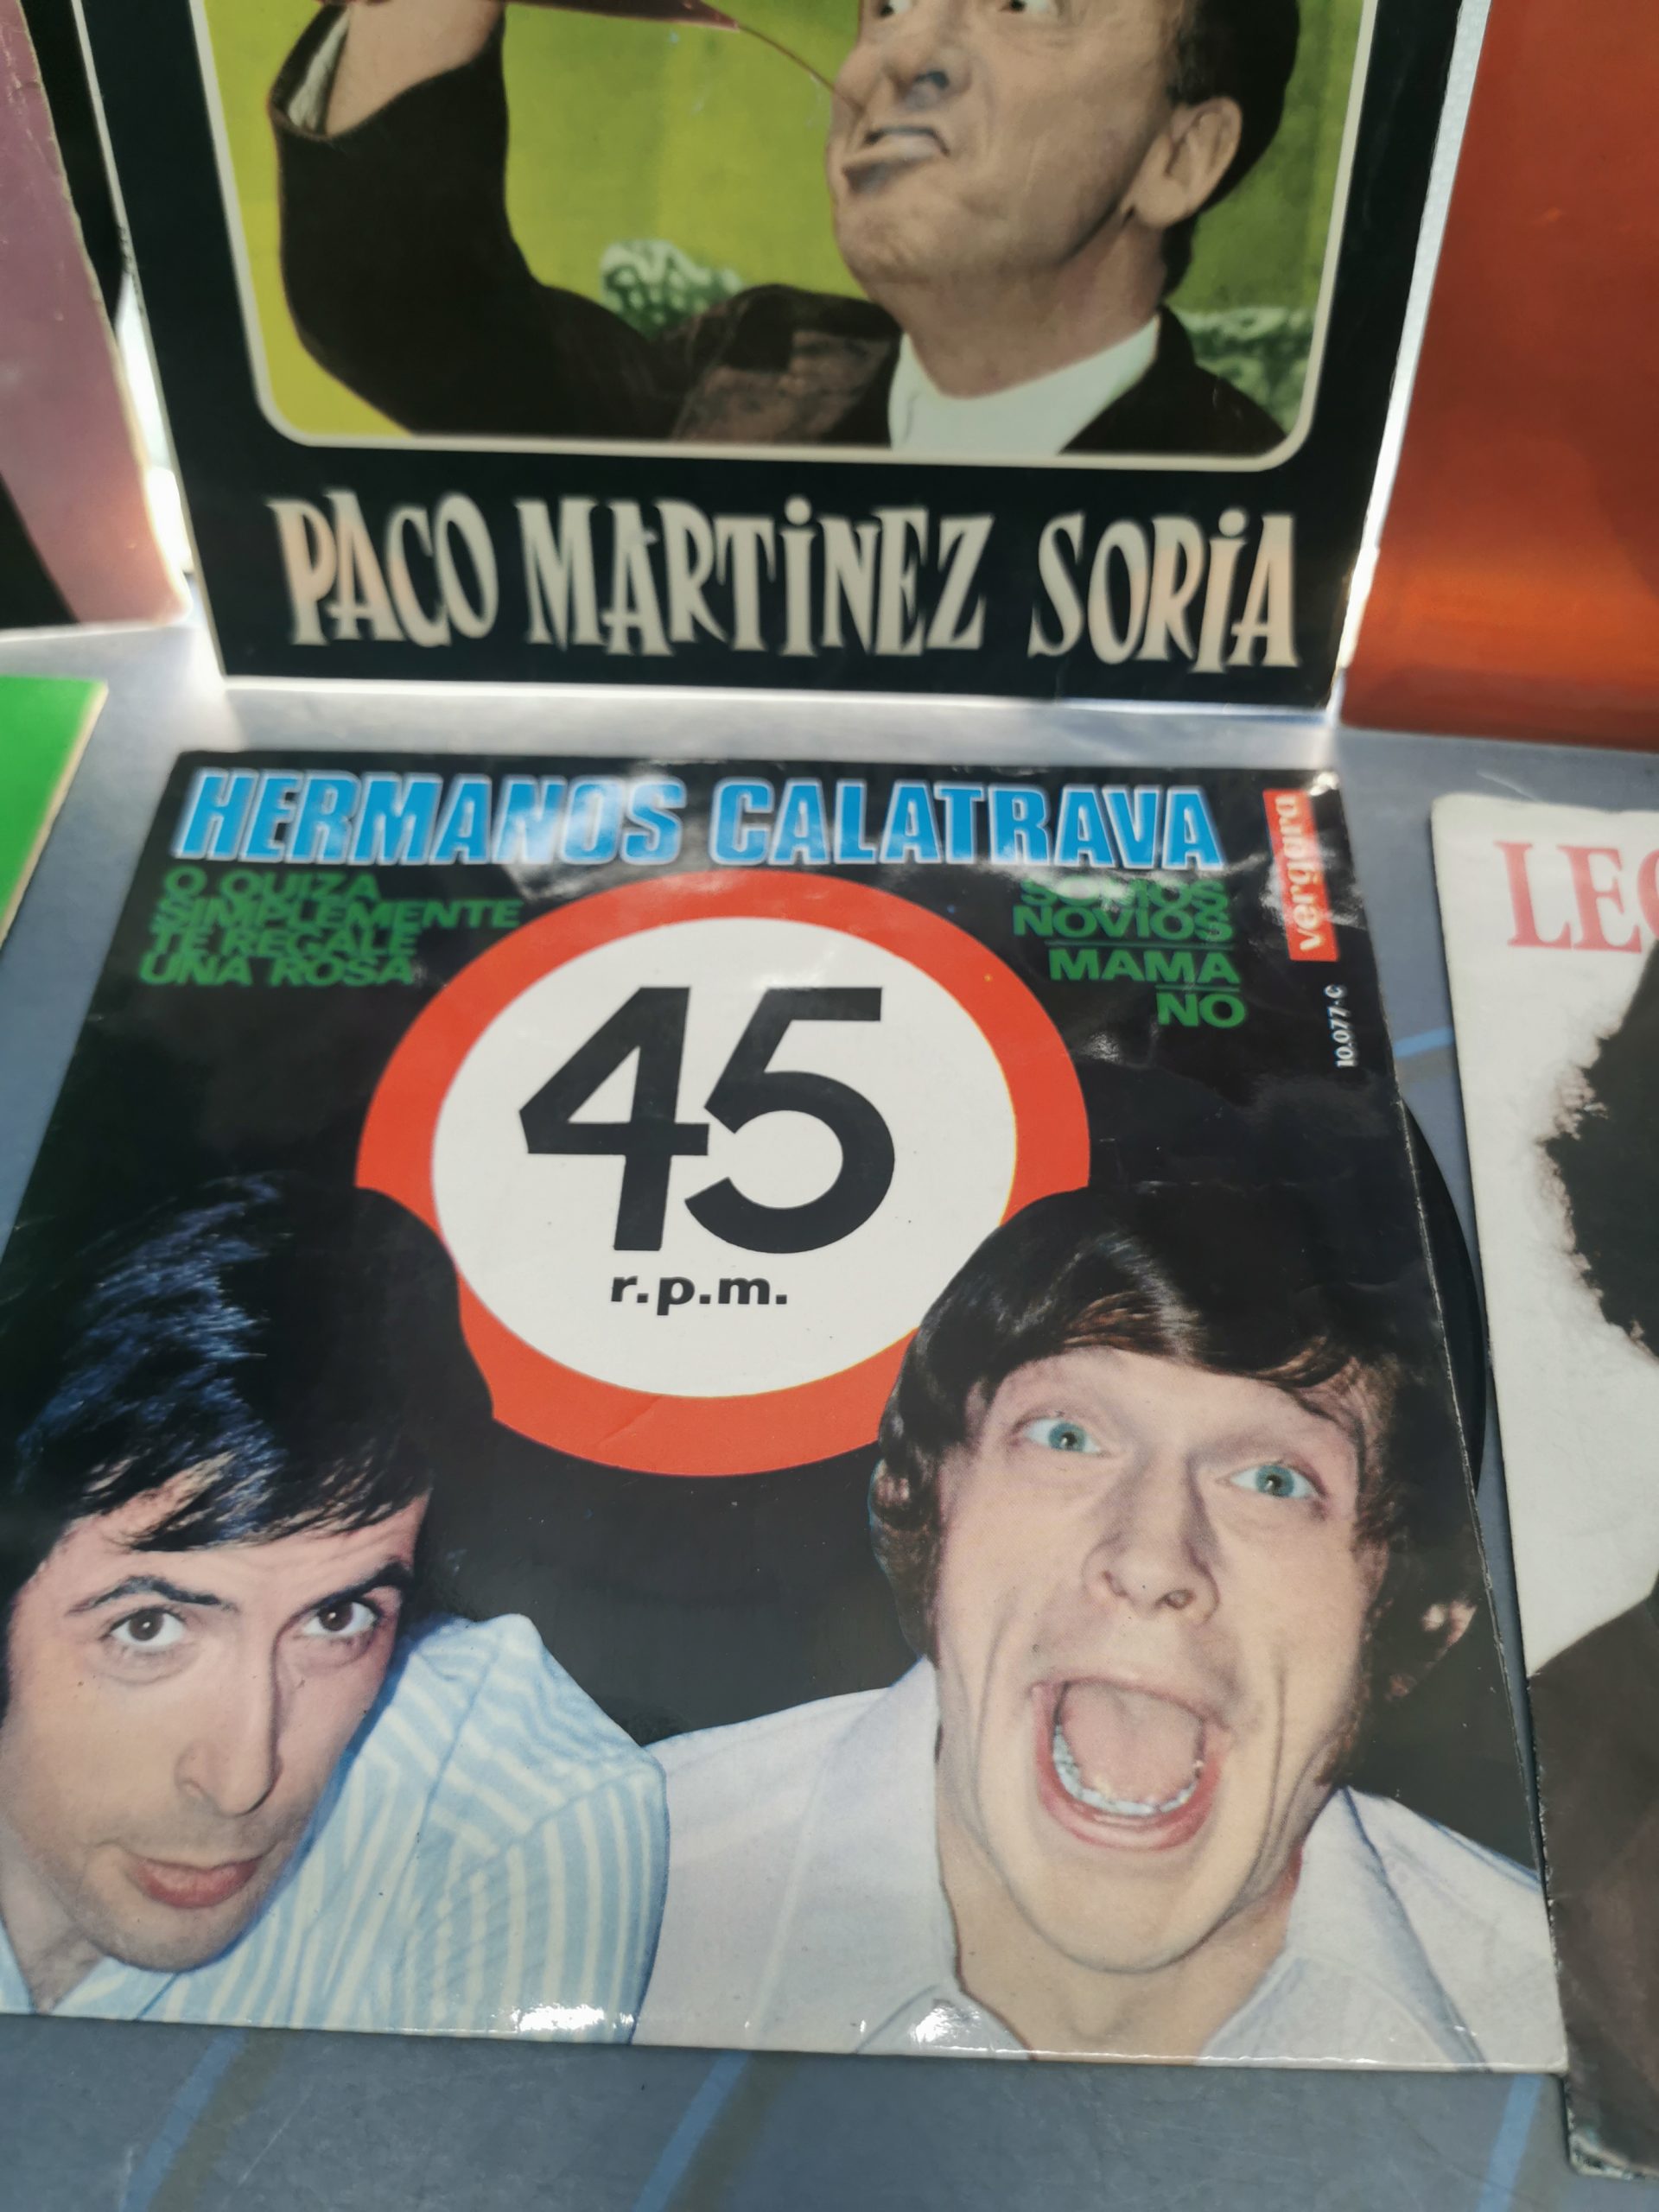 PACO MARTiNEZ SORiA
HERMANOS CALATRAVA
O QUIZA
SIMPLEMENTE
TE REGALE
UNA ROSA
SOMOS
NOVIOS
MAMA
NO
vergara
10.077-C
45
r.p.m.